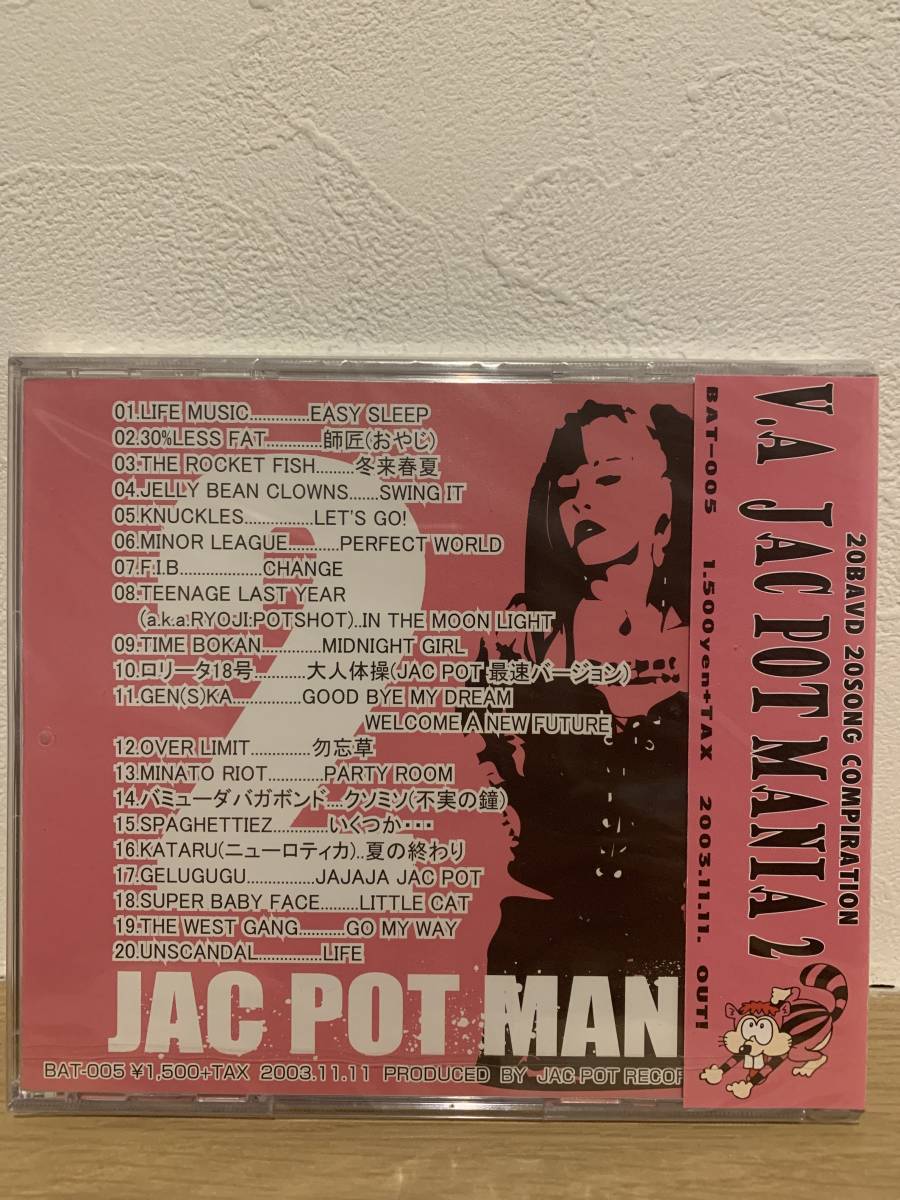 01.LIFE MUSIC.............EASY SLEEP
02.30%LESS FAT............師匠(おやじ)
03.THE ROCKET FISH........冬来春夏
04.JELLY BEAN CLOWNS.......SWING IT
05.KNUCKLES...............LET'S GO!
06.MINOR LEAGUE...........PERFECT WORLD
07.F.I.B..................CHANGE
08.TEENAGE LAST YEAR
(a.k.a:RYOJI:POTSHOT)..IN THE MOON LIGHT
09.TIME BOKAN.............MIDNIGHT GIRL
10.ロリータ18号...........大人体操(JAC POT 最速バージョン)
11.GEN(S)KA...............GOOD BYE MY DREAM
WELCOME A NEW FUTURE
12.OVER LIMIT.............勿忘草
13.MINATO RIOT............PARTY ROOM
14.バミューダバガボンド...クソミソ(不実の鐘)
15.SPAGHETTIEZ............いくつか・・・
16.KATARU(ニューロティカ)..夏の終わり
17.GELUGUGU...............JAJAJA JAC POT
18.SUPER BABY FACE.........LITTLE CAT
19.THE WEST GANG..........GO MY WAY
20.UNSCANDAL..............LIFE
2
JAC POT MAN
BAT-005 ¥1,500+TAX 2003.11.11 PRODUCED BY JAC POT RECOR
20BAVD 20SONG COMPIRATION
V.A JAC POT MANIA 2
BAT-005 1.500yen+TAX 2003.11.11. OUT!